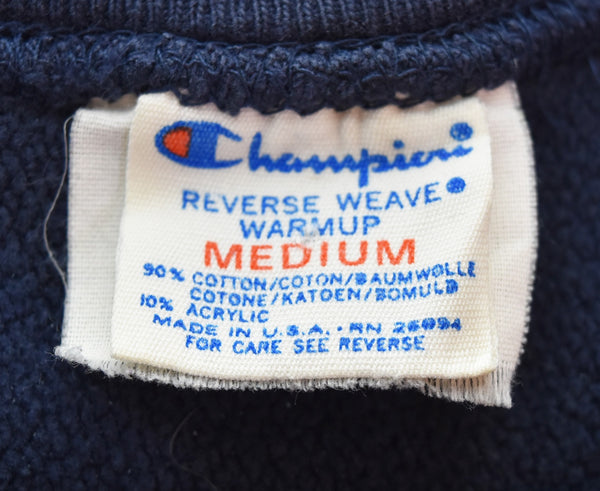 Champion
REVERSE WEAVE®
WARMUP
MEDIUM
90% COTTON/COTON/BAUMWOLLE
COTONE/KATOEN/BOMULD
10% ACRYLIC
MADE IN U.S.A. · RN 26094
FOR CARE SEE REVERSE